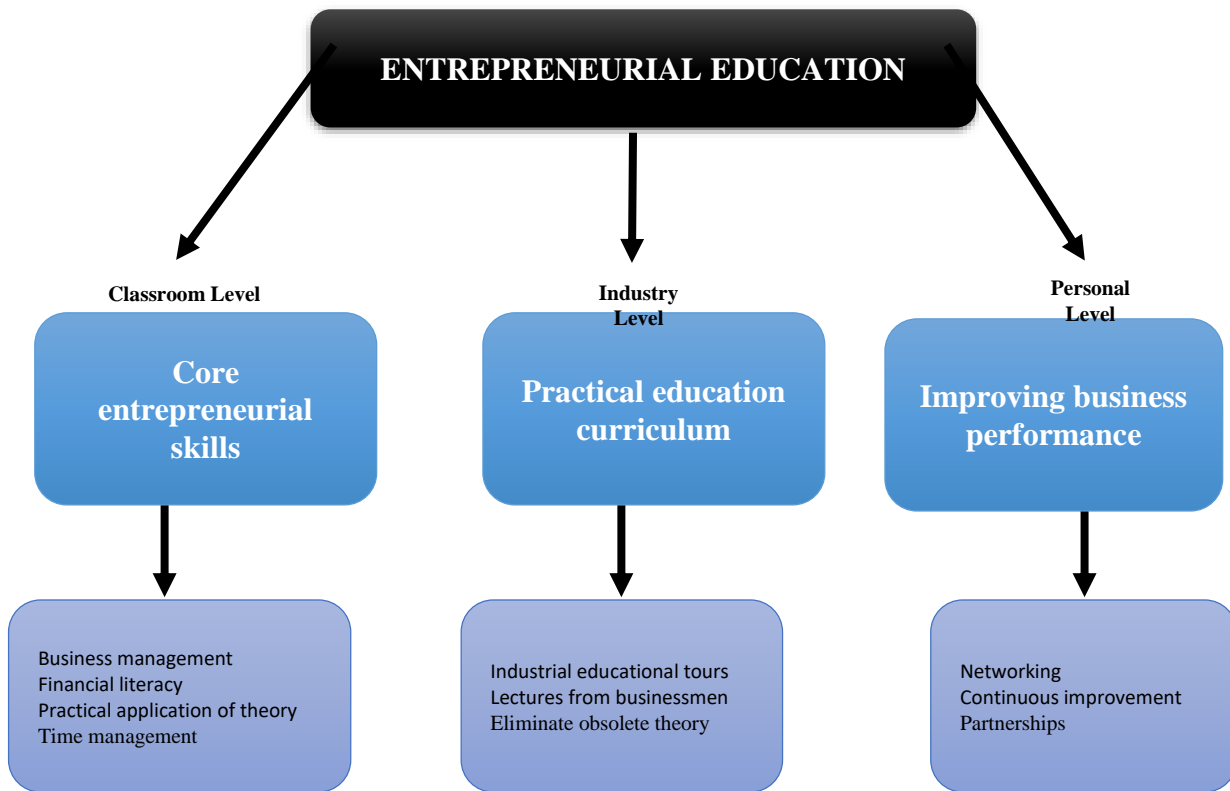 ENTREPRENEURIAL EDUCATION
Classroom Level
Core
entrepreneurial
skills
Business management
Financial literacy
Practical application of theory
Time management
Industry
Level
Practical education
curriculum
Industrial educational tours
Lectures from businessmen
Eliminate obsolete theory
Personal
Level
Improving business
performance
Networking
Continuous improvement
Partnerships